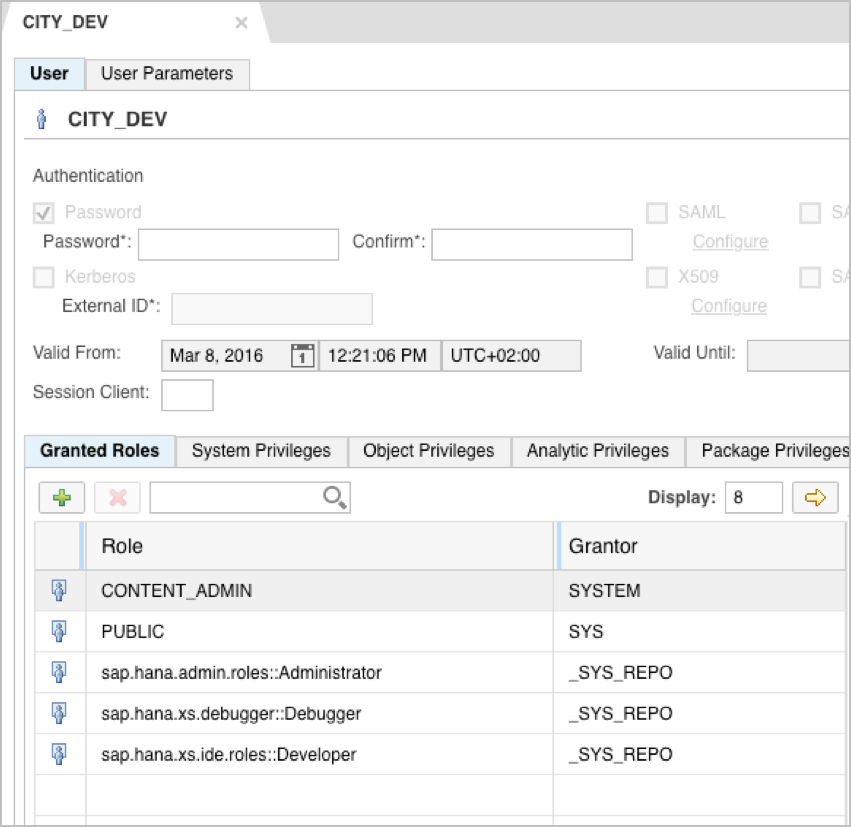 CITY_DEV
User User Parameters
CITY_DEV
Authentication
Password SAML SA
Password*: Confirm*: Configure
Kerberos X509 SA
External ID*: Configure
Valid From: Mar 8, 2016 1 12:21:06 PM UTC+02:00 Valid Until:
Session Client:
Granted Roles System Privileges Object Privileges Analytic Privileges Package Privileges
Display: 8
Role Grantor
CONTENT_ADMIN SYSTEM
PUBLIC SYS
sap.hana.admin.roles::Administrator _SYS_REPO
sap.hana.xs.debugger::Debugger _SYS_REPO
sap.hana.xs.ide.roles::Developer _SYS_REPO